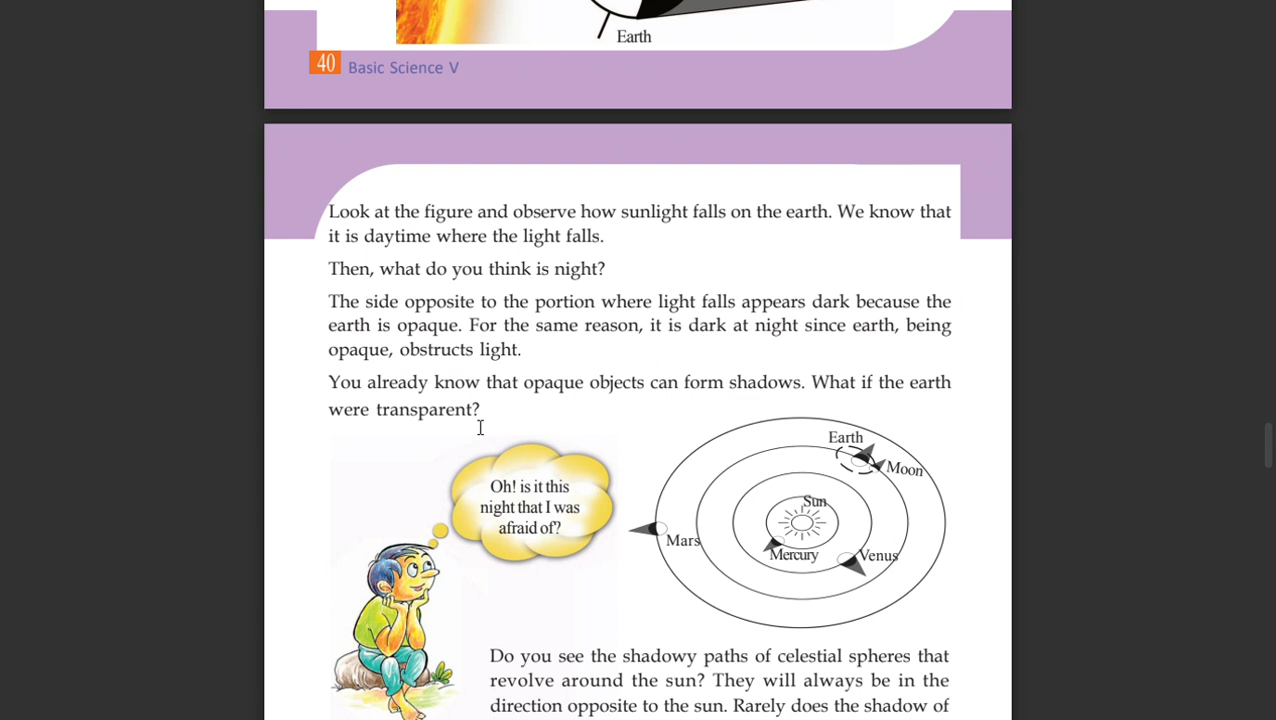 Earth
40 Basic Science V
Look at the figure and observe how sunlight falls on the earth. We know that
it is daytime where the light falls.
Then, what do you think is night?
The side opposite to the portion where light falls appears dark because the
earth is opaque. For the same reason, it is dark at night since earth, being
opaque, obstructs light.
You already know that opaque objects can form shadows. What if the earth
were transparent?
Oh! is it this
night that I was
afraid of?
Earth
Moon
Sun
Mars
Mercury
Venus
Do you see the shadowy paths of celestial spheres that
revolve around the sun? They will always be in the
direction opposite to the sun. Rarely does the shadow of